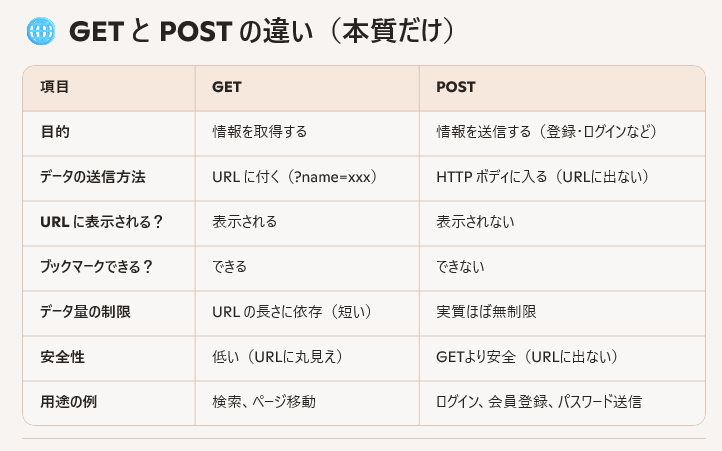 🌐 GET と POST の違い（本質だけ）
項目 GET POST
目的 情報を取得する 情報を送信する（登録・ログインなど）
データの送信方法 URL に付く（?name=xxx） HTTP ボディに入る（URLに出ない）
URL に表示される？ 表示される 表示されない
ブックマークできる？ できる できない
データ量の制限 URL の長さに依存（短い） 実質ほぼ無制限
安全性 低い（URLに丸見え） GETより安全（URLに出ない）
用途の例 検索、ページ移動 ログイン、会員登録、パスワード送信